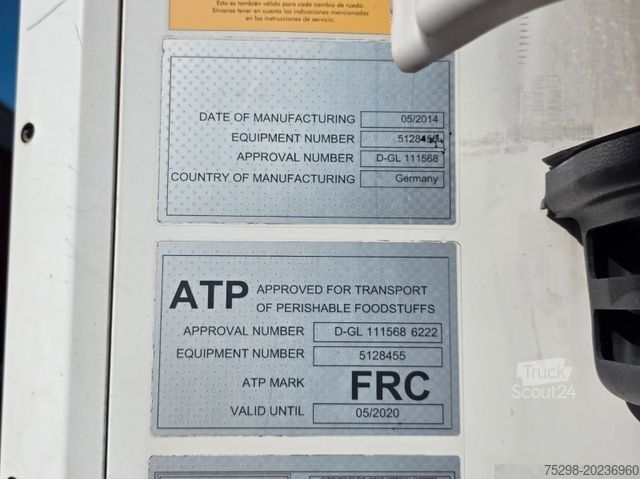 Esto es también válido para cada cambio de rueda.
Sírvanse tener en cuenta las indicaciones mencionadas
en las instrucciones de servicio.
DATE OF MANUFACTURING 05/2014
EQUIPMENT NUMBER
APPROVAL NUMBER D-GL 111568
COUNTRY OF MANUFACTURING Germany
ATP APPROVED FOR TRANSPORT
OF PERISHABLE FOODSTUFFS
APPROVAL NUMBER D-GL 111568 6222
EQUIPMENT NUMBER 5128455
ATP MARK FRC
VALID UNTIL 05/2020
Truck
Scout24
75298-20236960